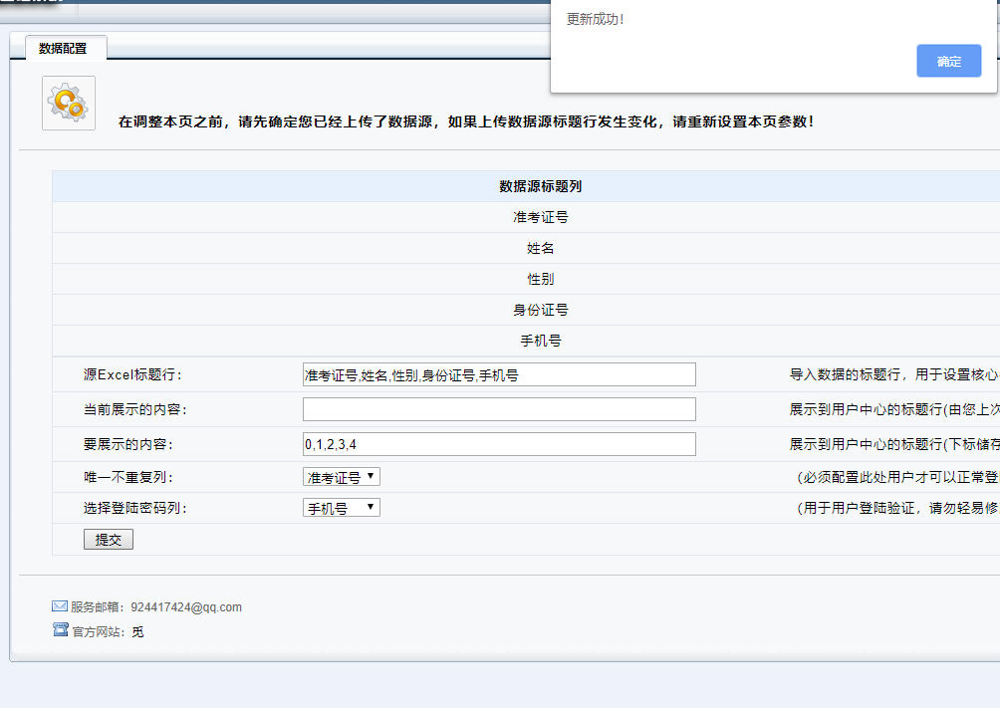 更新成功！
确定
数据配置
在调整本页之前，请先确定您已经上传了数据源，如果上传数据源标题行发生变化，请重新设置本页参数！
数据源标题列
准考证号
姓名
性别
身份证号
手机号
源Excel标题行： 准考证号,姓名,性别,身份证号,手机号 导入数据的标题行，用于设置核心
当前展示的内容： 展示到用户中心的标题行(由您上次
要展示的内容： 0,1,2,3,4 展示到用户中心的标题行(下标储存
唯一不重复列： 准考证号 (必须配置此处用户才可以正常登
选择登陆密码列： 手机号 (用于用户登陆验证，请勿轻易修
提交
服务邮箱：924417424@qq.com
官方网站：